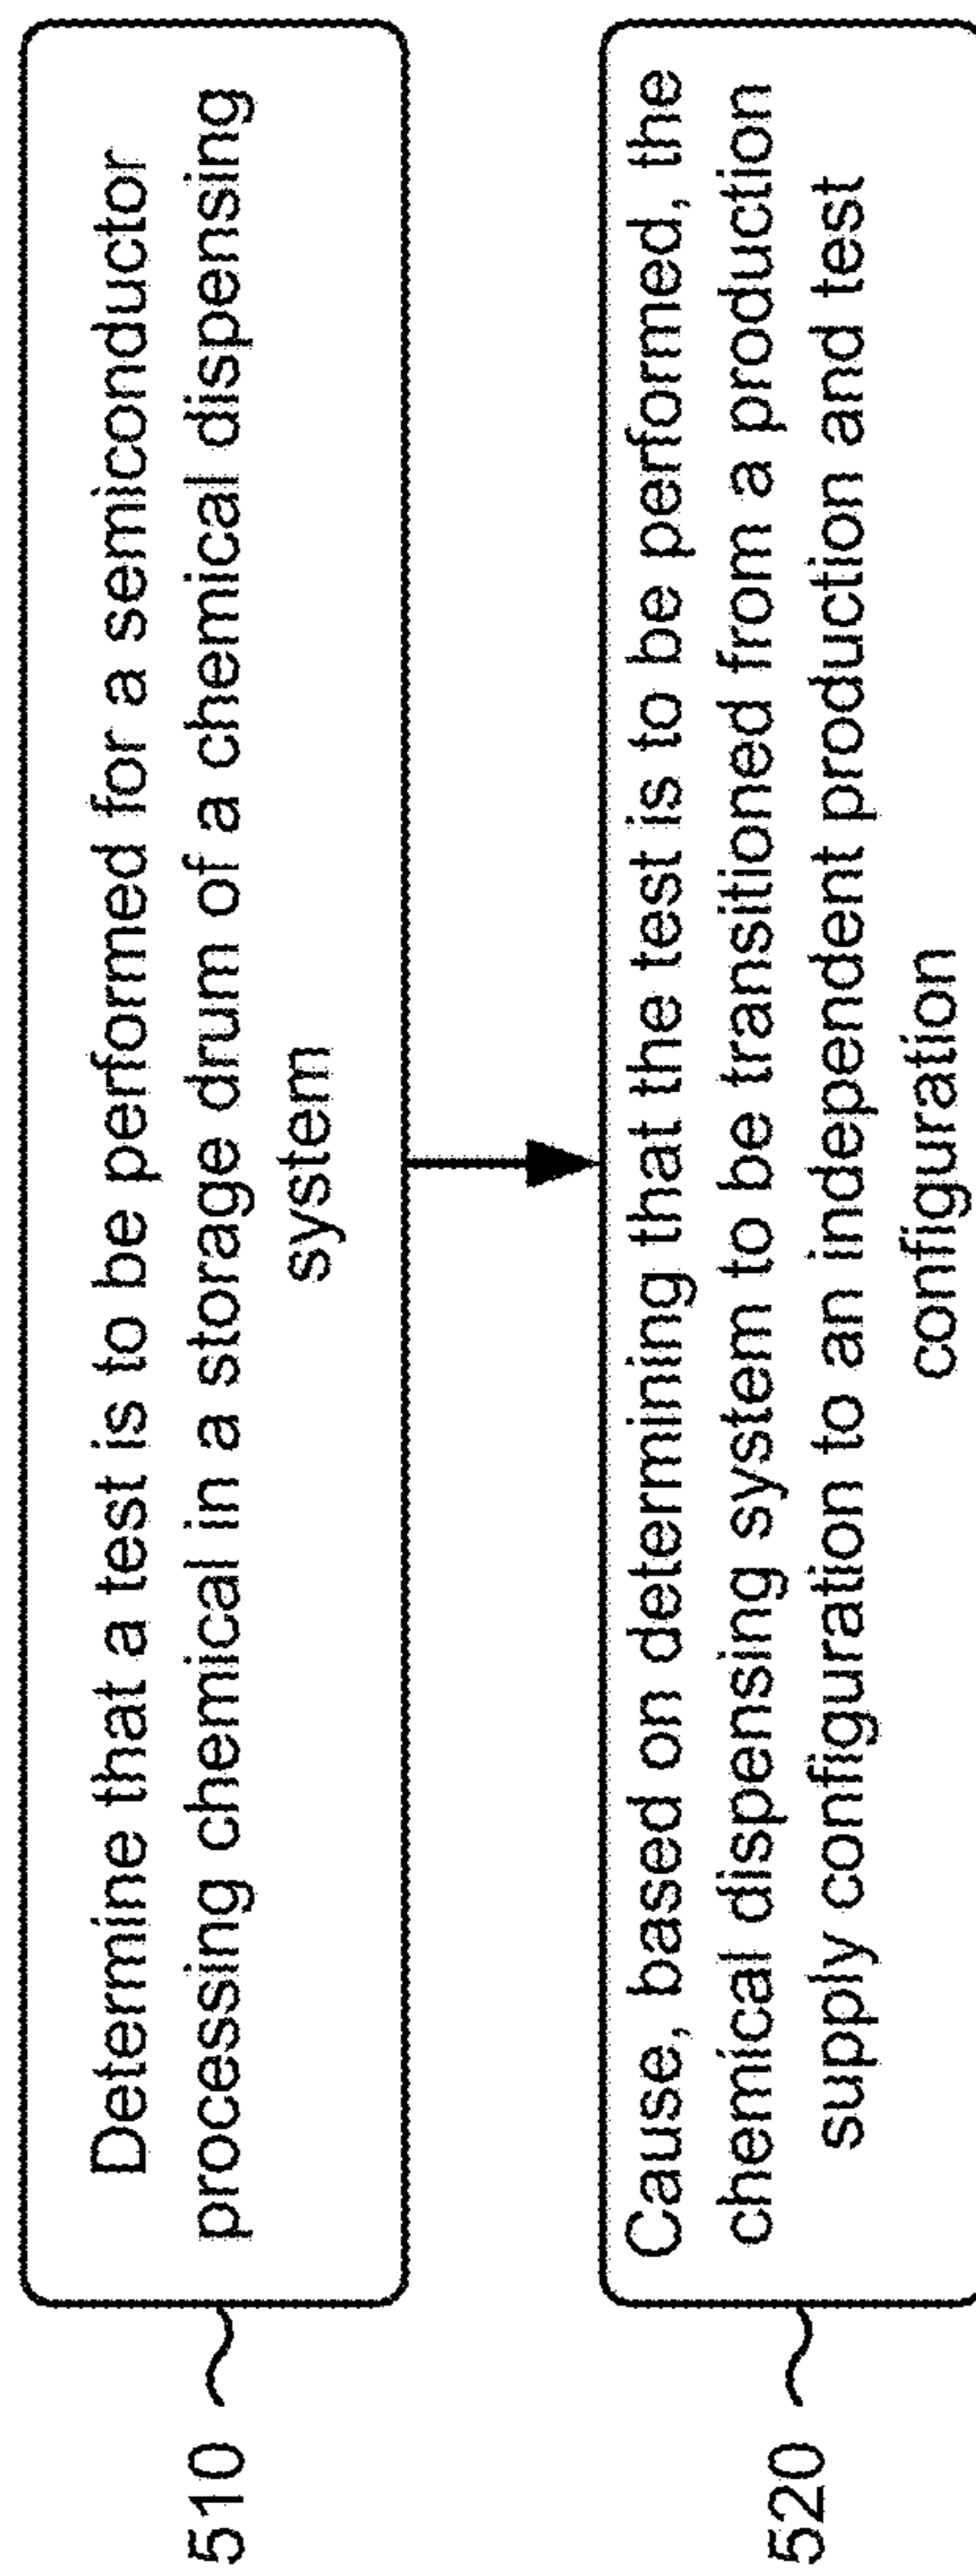 510
Determine that a test is to be performed for a semiconductor
processing chemical in a storage drum of a chemical dispensing
system
520
Cause, based on determining that the test is to be performed, the
chemical dispensing system to be transitioned from a production
supply configuration to an independent production and test
configuration